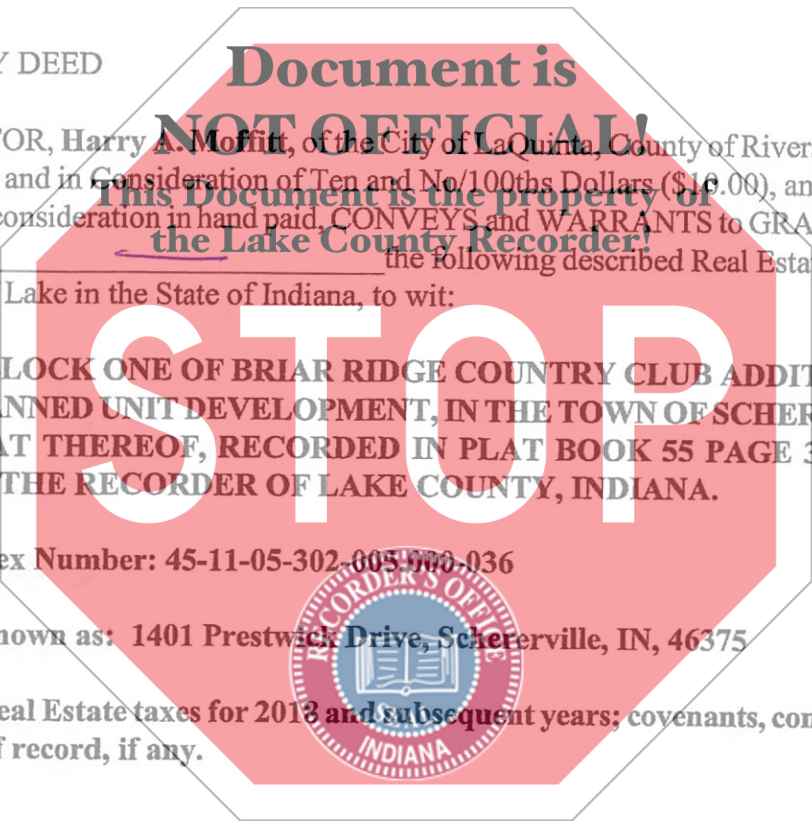 Y DEED
Document is
NOT OFFICIAL!
This Document is the property of
the Lake County Recorder!
TOR, Harry A. Moffitt, of the City of LaQuinta, County of River
and in Consideration of Ten and No/100ths Dollars ($10.00), an
consideration in hand paid, CONVEYS and WARRANTS to GRA
the following described Real Esta
Lake in the State of Indiana, to wit:
STOP
LOCK ONE OF BRIAR RIDGE COUNTRY CLUB ADDIT
NNED UNIT DEVELOPMENT, IN THE TOWN OF SCHER
AT THEREOF, RECORDED IN PLAT BOOK 55 PAGE 3
THE RECORDER OF LAKE COUNTY, INDIANA.
ex Number: 45-11-05-302-005.000-036
nown as: 1401 Prestwick Drive, Schererville, IN, 46375
eal Estate taxes for 2018 and subsequent years; covenants, con
f record, if any.
RECORDER'S OFFICE
SEAL
INDIANA